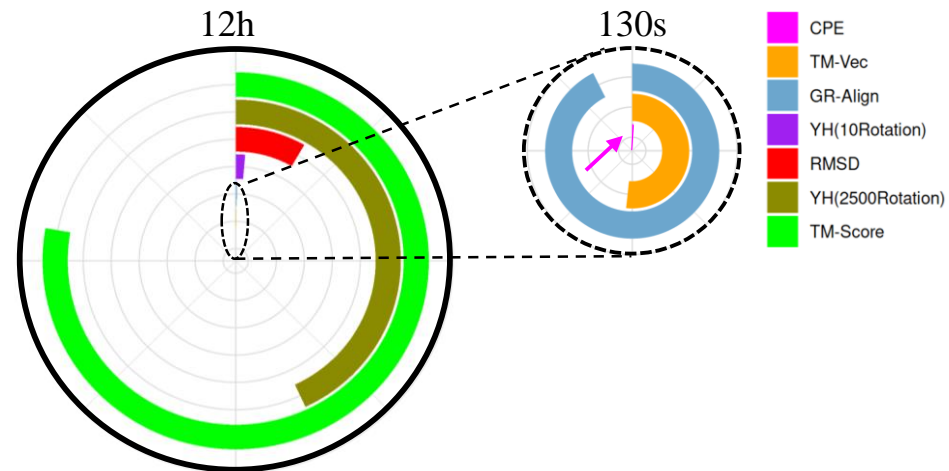 12h
130s
CPE
TM-Vec
GR-Align
YH(10Rotation)
RMSD
YH(2500Rotation)
TM-Score